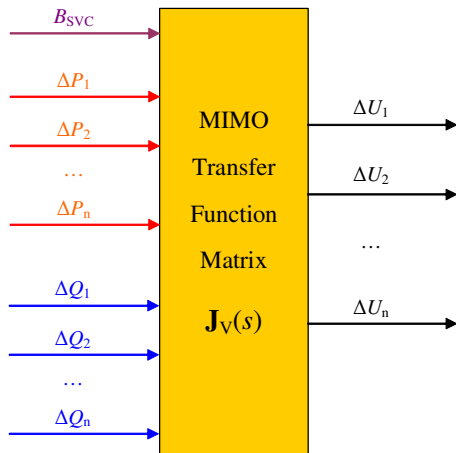 B_SVC
ΔP_1
ΔP_2
...
ΔP_n
ΔQ_1
ΔQ_2
...
ΔQ_n
MIMO
Transfer
Function
Matrix
J_V(s)
ΔU_1
ΔU_2
...
ΔU_n